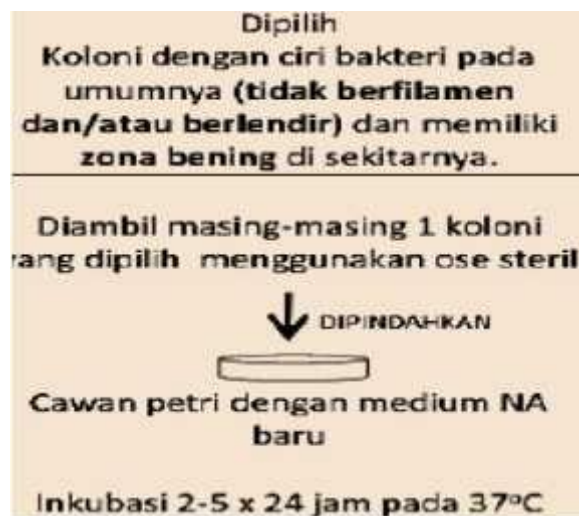 Dipilih
Koloni dengan ciri bakteri pada
umumnya (tidak berfilamen
dan/atau berlendir) dan memiliki
zona bening di sekitarnya.
Diambil masing-masing 1 koloni
yang dipilih menggunakan ose steril
DIPINDAHKAN
Cawan petri dengan medium NA
baru
Inkubasi 2-5 x 24 jam pada 37°C